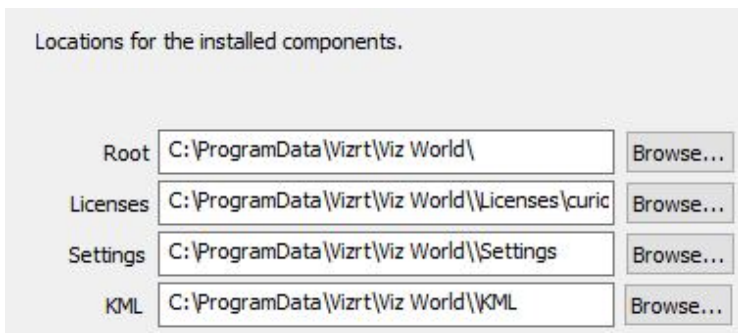 Locations for the installed components.
Root C:\ProgramData\Vizrt\Viz World\ Browse...
Licenses C:\ProgramData\Vizrt\Viz World\\Licenses\curic Browse...
Settings C:\ProgramData\Vizrt\Viz World\\Settings Browse...
KML C:\ProgramData\Vizrt\Viz World\\KML Browse...